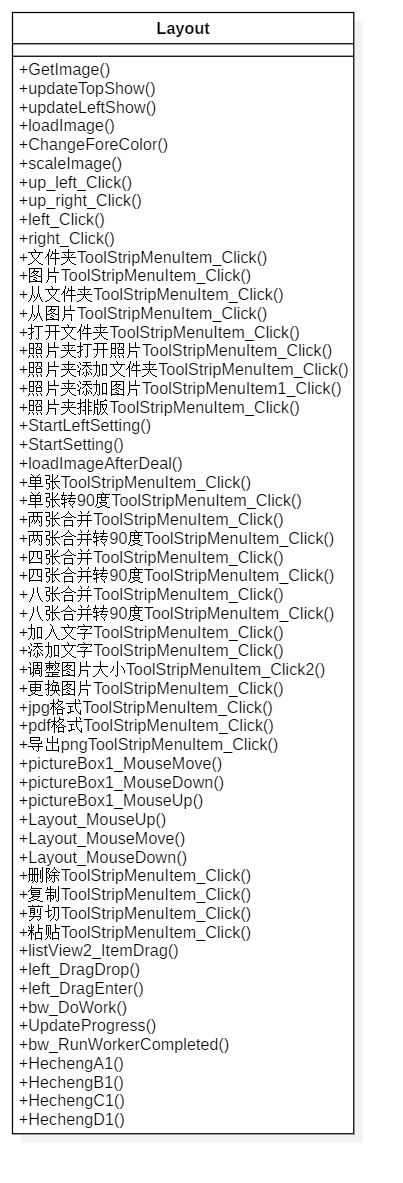 Layout
+GetImage()
+updateTopShow()
+updateLeftShow()
+loadImage()
+ChangeForeColor()
+scaleImage()
+up_left_Click()
+up_right_Click()
+left_Click()
+right_Click()
+文件夹ToolStripMenuItem_Click()
+图片ToolStripMenuItem_Click()
+从文件夹ToolStripMenuItem_Click()
+从图片ToolStripMenuItem_Click()
+打开文件夹ToolStripMenuItem_Click()
+照片夹打开照片ToolStripMenuItem_Click()
+照片夹添加文件夹ToolStripMenuItem_Click()
+照片夹添加图片ToolStripMenuItem1_Click()
+照片夹排版ToolStripMenuItem_Click()
+StartLeftSetting()
+StartSetting()
+loadImageAfterDeal()
+单张ToolStripMenuItem_Click()
+单张转90度ToolStripMenuItem_Click()
+两张合并ToolStripMenuItem_Click()
+两张合并转90度ToolStripMenuItem_Click()
+四张合并ToolStripMenuItem_Click()
+四张合并转90度ToolStripMenuItem_Click()
+八张合并ToolStripMenuItem_Click()
+八张合并转90度ToolStripMenuItem_Click()
+加入文字ToolStripMenuItem_Click()
+添加文字ToolStripMenuItem_Click()
+调整图片大小ToolStripMenuItem_Click2()
+更换图片ToolStripMenuItem_Click()
+jpg格式ToolStripMenuItem_Click()
+pdf格式ToolStripMenuItem_Click()
+导出pngToolStripMenuItem_Click()
+pictureBox1_MouseMove()
+pictureBox1_MouseDown()
+pictureBox1_MouseUp()
+Layout_MouseUp()
+Layout_MouseMove()
+Layout_MouseDown()
+删除ToolStripMenuItem_Click()
+复制ToolStripMenuItem_Click()
+剪切ToolStripMenuItem_Click()
+粘贴ToolStripMenuItem_Click()
+listView2_ItemDrag()
+left_DragDrop()
+left_DragEnter()
+bw_DoWork()
+UpdateProgress()
+bw_RunWorkerCompleted()
+HechengA1()
+HechengB1()
+HechengC1()
+HechengD1()